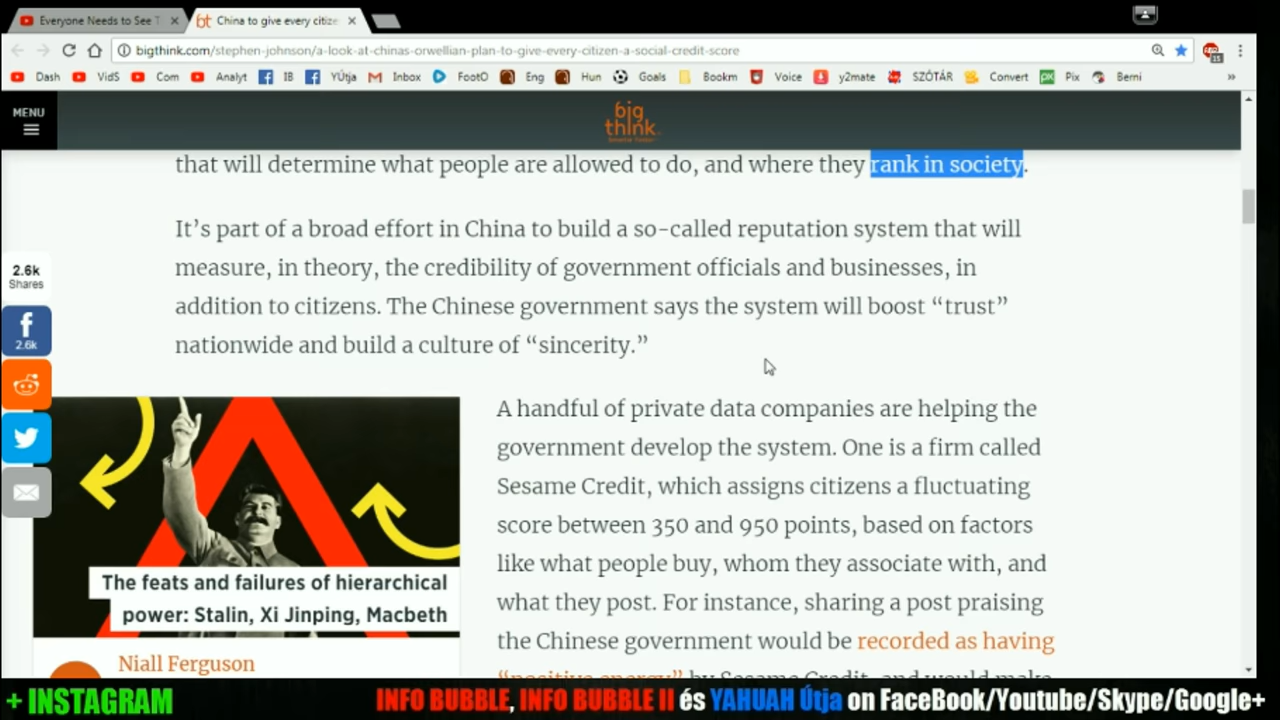 Everyone Needs to See T
China to give every citize
bigthink.com/stephen-johnson/a-look-at-chinas-orwellian-plan-to-give-every-citizen-a-social-credit-score
Dash VidS Com Analyt IB YÚtja Inbox FootO Eng Hun Goals Bookm Voice y2mate SZÓTÁR Convert Pix Berni »
MENU
big
think
that will determine what people are allowed to do, and where they rank in society.
It’s part of a broad effort in China to build a so-called reputation system that will
measure, in theory, the credibility of government officials and businesses, in
addition to citizens. The Chinese government says the system will boost “trust”
nationwide and build a culture of “sincerity.”
2.6k
Shares
2.6k
A handful of private data companies are helping the
government develop the system. One is a firm called
Sesame Credit, which assigns citizens a fluctuating
score between 350 and 950 points, based on factors
like what people buy, whom they associate with, and
what they post. For instance, sharing a post praising
the Chinese government would be recorded as having
“positive energy” by Sesame Credit, and would make
The feats and failures of hierarchical
power: Stalin, Xi Jinping, Macbeth
Niall Ferguson
+ INSTAGRAM
INFO BUBBLE, INFO BUBBLE II és YAHUAH Útja on FaceBook/Youtube/Skype/Google+